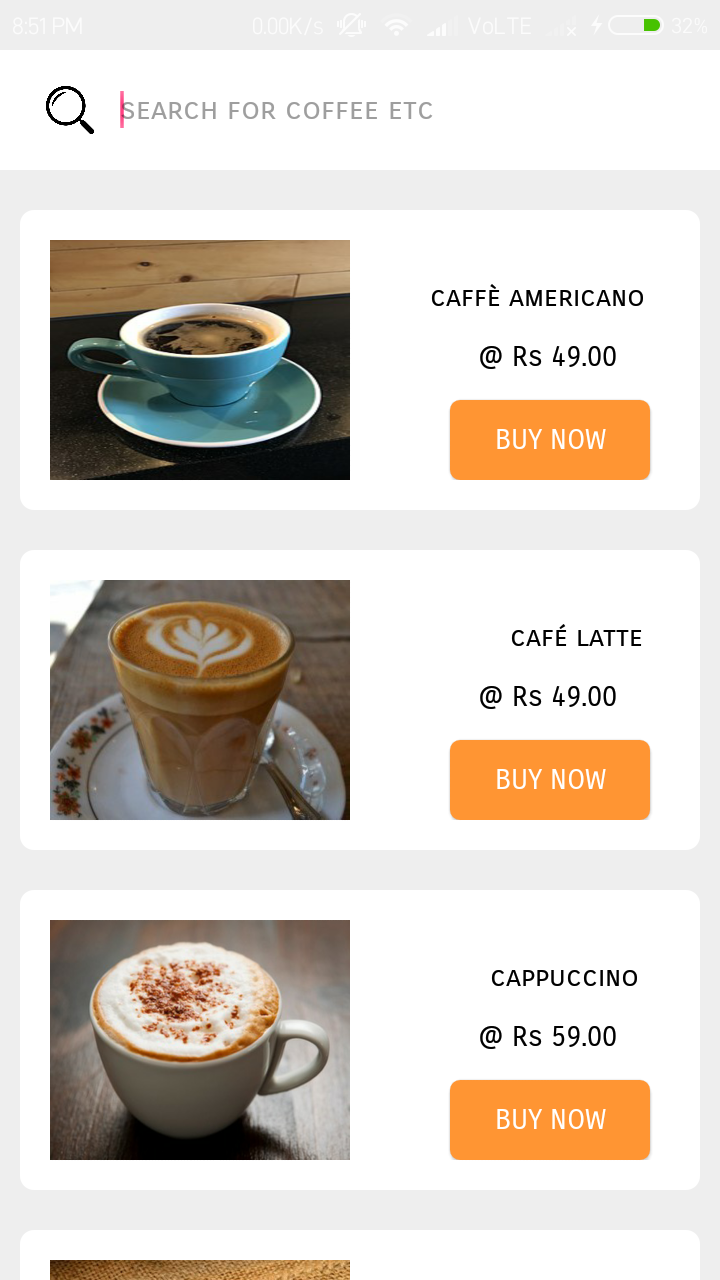 8:51 PM 0.00K/s VoLTE 32%
SEARCH FOR COFFEE ETC
CAFFÈ AMERICANO
@ Rs 49.00
BUY NOW
CAFÉ LATTE
@ Rs 49.00
BUY NOW
CAPPUCCINO
@ Rs 59.00
BUY NOW